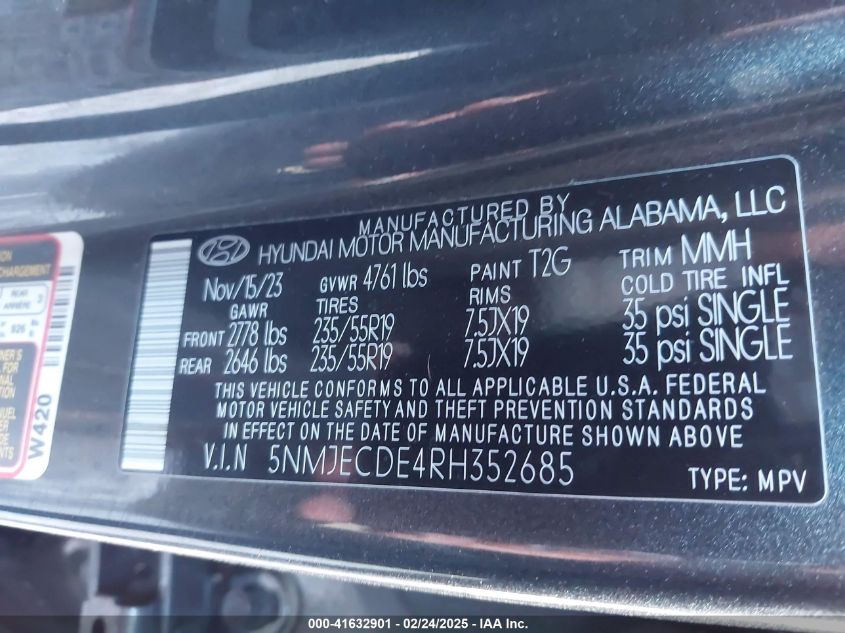 MANUFACTURED BY
HYUNDAI MOTOR MANUFACTURING ALABAMA, LLC
Nov/15/23 GVWR 4761 lbs PAINT T2G TRIM MMH
GAWR TIRES RIMS COLD TIRE INFL
FRONT 2778 lbs 235/55R19 7.5JX19 35 psi SINGLE
REAR 2646 lbs 235/55R19 7.5JX19 35 psi SINGLE
THIS VEHICLE CONFORMS TO ALL APPLICABLE U.S.A. FEDERAL
MOTOR VEHICLE SAFETY AND THEFT PREVENTION STANDARDS
IN EFFECT ON THE DATE OF MANUFACTURE SHOWN ABOVE
V.I.N 5NMJECDE4RH352685 TYPE: MPV
CHARGEMENT
REAR
ARRIÈRE 3
W420
000-41632901 - 02/24/2025 - IAA Inc.